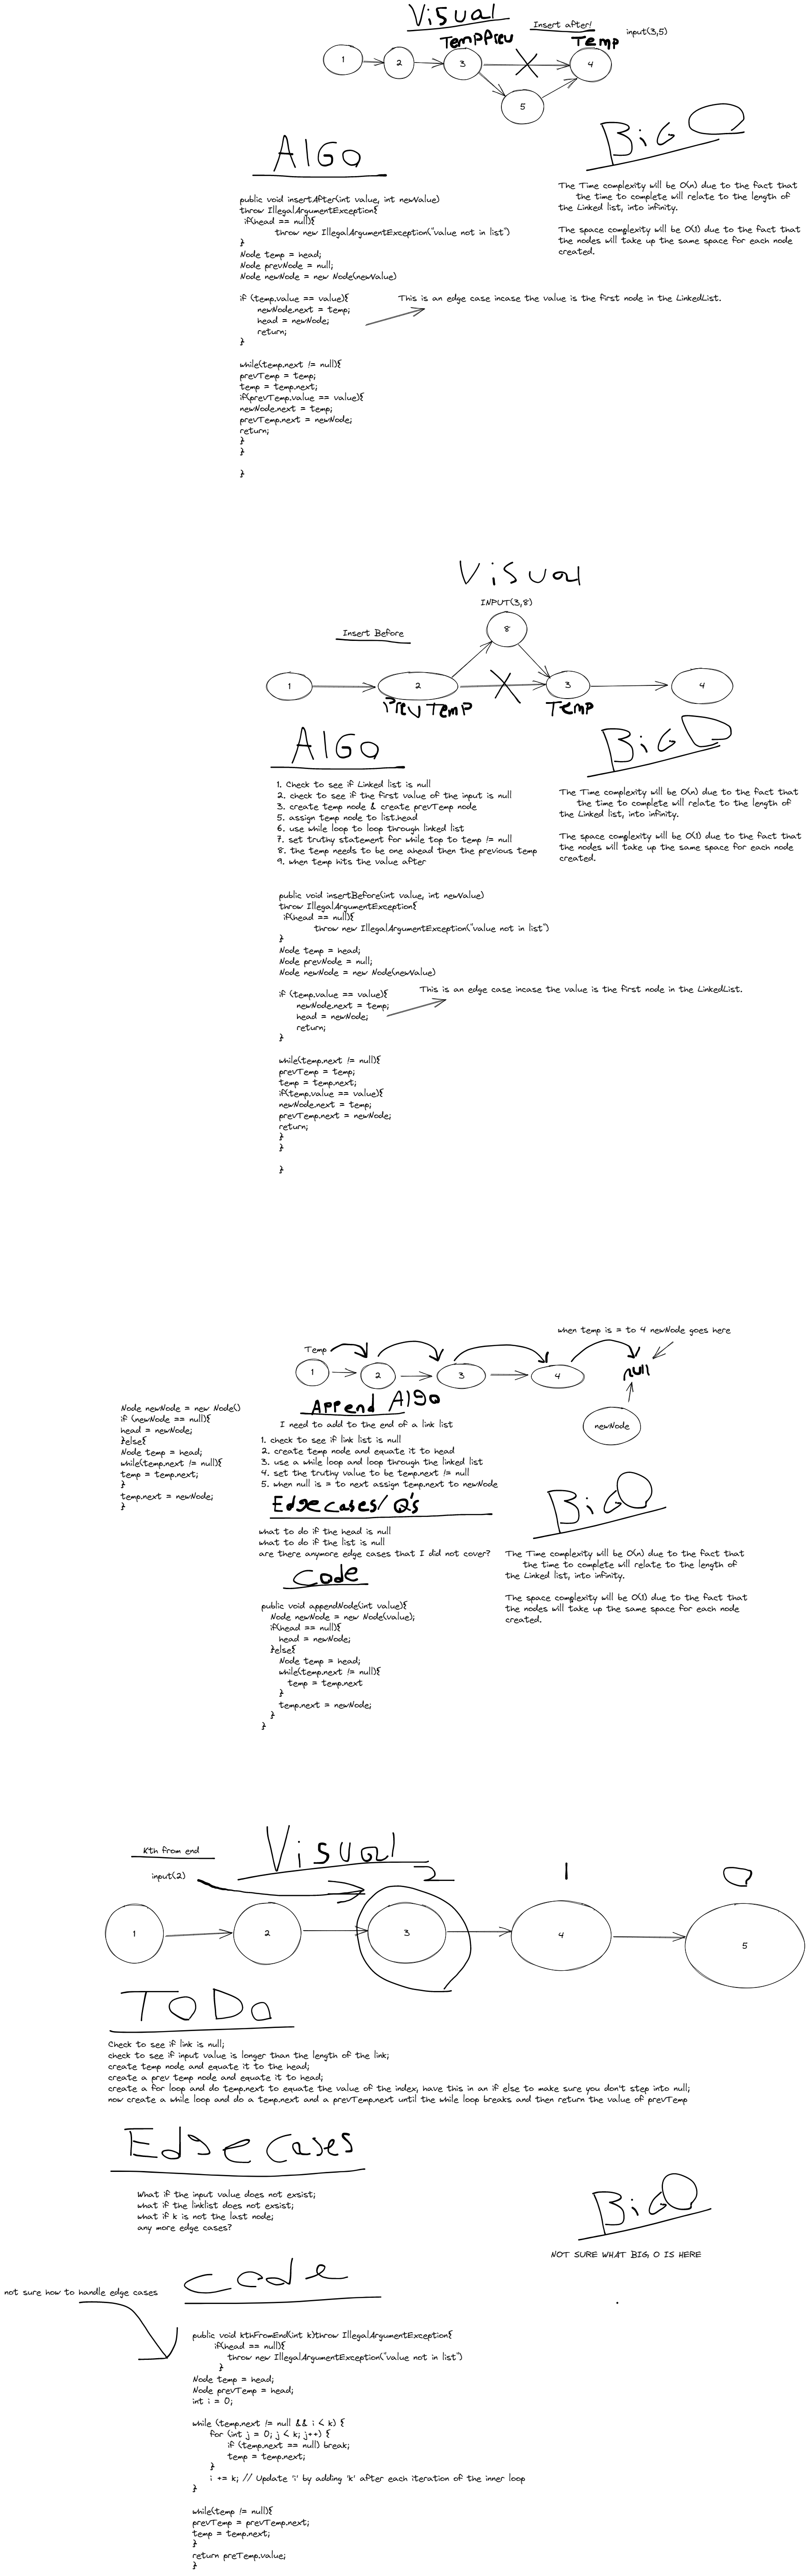 Visual
Insert after!
input(3,5)
TempPrev
Temp
1
2
3
4
5
AlGo
BiG O
public void insertAfter(int value, int newValue)
throw IllegalArgumentException{
if(head == null){
throw new IllegalArgumentException("value not in list")
}
Node temp = head;
Node prevNode = null;
Node newNode = new Node(newValue)
if (temp.value == value){
newNode.next = temp;
head = newNode;
return;
}
This is an edge case incase the value is the first node in the LinkedList.
while(temp.next != null){
prevTemp = temp;
temp = temp.next;
if(prevTemp.value == value){
newNode.next = temp;
prevTemp.next = newNode;
return;
}
}
}
The Time complexity will be O(n) due to the fact that
the time to complete will relate to the length of
the Linked list, into infinity.
The space complexity will be O(1) due to the fact that
the nodes will take up the same space for each node
created.
Visual
INPUT(3,8)
Insert Before
8
1
2
3
4
Prev Temp
Temp
AlGo
BiG O
1. Check to see if Linked list is null
2. check to see if the first value of the input is null
3. create temp node & create prevTemp node
5. assign temp node to list.head
6. use while loop to loop through linked list
7. set truthy statement for while top to temp != null
8. the temp needs to be one ahead then the previous temp
9. when temp hits the value after
The Time complexity will be O(n) due to the fact that
the time to complete will relate to the length of
the Linked list, into infinity.
The space complexity will be O(1) due to the fact that
the nodes will take up the same space for each node
created.
public void insertBefore(int value, int newValue)
throw IllegalArgumentException{
if(head == null){
throw new IllegalArgumentException("value not in list")
}
Node temp = head;
Node prevNode = null;
Node newNode = new Node(newValue)
if (temp.value == value){
newNode.next = temp;
head = newNode;
return;
}
This is an edge case incase the value is the first node in the LinkedList.
while(temp.next != null){
prevTemp = temp;
temp = temp.next;
if(temp.value == value){
newNode.next = temp;
prevTemp.next = newNode;
return;
}
}
}
when temp is = to 4 newNode goes here
Temp
1
2
3
4
null
newNode
Append Algo
I need to add to the end of a link list
1. check to see if link list is null
2. create temp node and equate it to head
3. use a while loop and loop through the linked list
4. set the truthy value to be temp.next != null
5. when null is = to next assign temp.next to newNode
Node newNode = new Node()
if (newNode == null){
head = newNode;
}else{
Node temp = head;
while(temp.next != null){
temp = temp.next;
}
temp.next = newNode;
}
Edge cases/ Q's
what to do if the head is null
what to do if the list is null
are there anymore edge cases that I did not cover?
BiG O
The Time complexity will be O(n) due to the fact that
the time to complete will relate to the length of
the Linked list, into infinity.
The space complexity will be O(1) due to the fact that
the nodes will take up the same space for each node
created.
Code
public void appendNode(int value){
Node newNode = new Node(value);
if(head == null){
head = newNode;
}else{
Node temp = head;
while(temp.next != null){
temp = temp.next
}
temp.next = newNode;
}
}
Visual
Kth from end
input(2)
2
1
0
1
2
3
4
5
ToDo
Check to see if link is null;
check to see if input value is longer than the length of the link;
create temp node and equate it to the head;
create a prev temp node and equate it to head;
create a for loop and do temp.next to equate the value of the index, have this in an if else to make sure you don't step into null;
now create a while loop and do a temp.next and a prevTemp.next until the while loop breaks and then return the value of prevTemp
Edge Cases
What if the input value does not exsist;
what if the linklist does not exsist;
what if k is not the last node;
any more edge cases?
BiG O
NOT SURE WHAT BIG O IS HERE
code
not sure how to handle edge cases
public void kthFromEnd(int k)throw IllegalArgumentException{
if(head == null){
throw new IllegalArgumentException("value not in list")
}
Node temp = head;
Node prevTemp = head;
int i = 0;
while (temp.next != null && i < k) {
for (int j = 0; j < k; j++) {
if (temp.next == null) break;
temp = temp.next;
}
i += k; // Update 'i' by adding 'k' after each iteration of the inner loop
}
while(temp != null){
prevTemp = prevTemp.next;
temp = temp.next;
}
return preTemp.value;
}